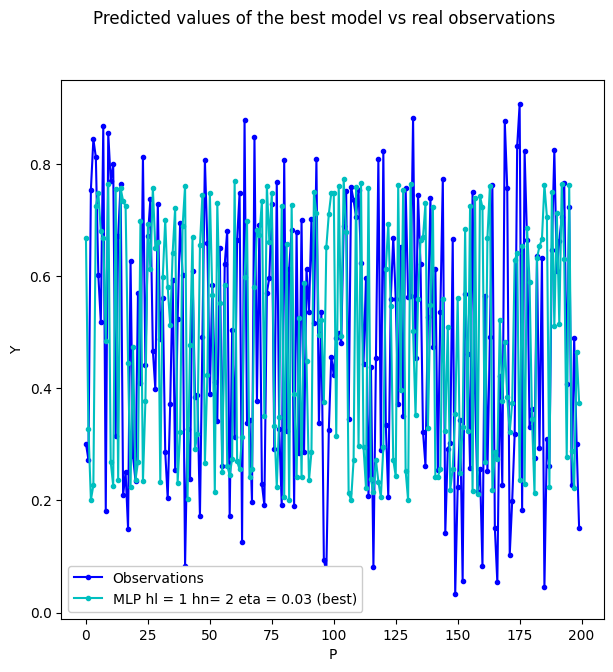 Predicted values of the best model vs real observations
Y
0.8
0.6
0.4
0.2
0.0
Observations
MLP hl = 1 hn= 2 eta = 0.03 (best)
0 25 50 75 100 125 150 175 200
P